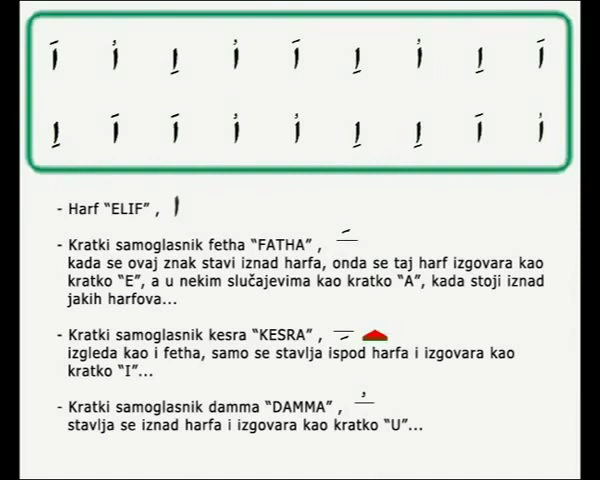 اَ اِ اُ اِ اَ اُ اِ اُ اَ
اُ اَ اِ اِ اُ اُ اَ اَ اِ
- Harf “ELIF” , ا
- Kratki samoglasnik fetha “FATHA” , ـَ
kada se ovaj znak stavi iznad harfa, onda se taj harf izgovara kao
kratko “E”, a u nekim slučajevima kao kratko “A”, kada stoji iznad
jakih harfova...
- Kratki samoglasnik kesra “KESRA” , ـِ
izgleda kao i fetha, samo se stavlja ispod harfa i izgovara kao
kratko “I”...
- Kratki samoglasnik damma “DAMMA” , ـُ
stavlja se iznad harfa i izgovara kao kratko “U”...